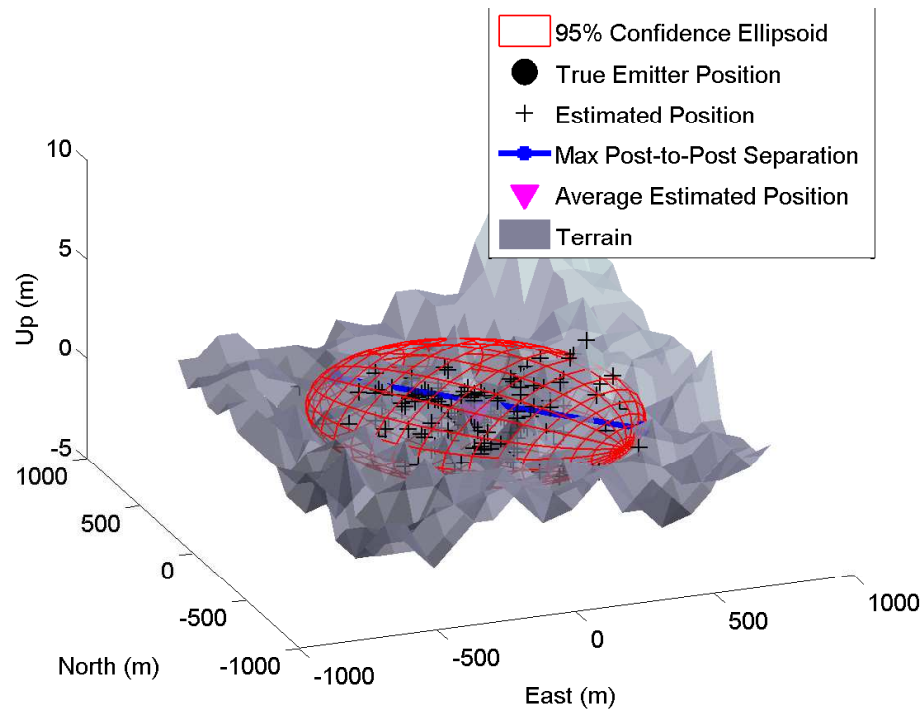 95% Confidence Ellipsoid
True Emitter Position
Estimated Position
Max Post-to-Post Separation
Average Estimated Position
Terrain
10
5
0
-5
Up (m)
1000
500
0
-500
-1000
North (m)
-1000
-500
0
500
1000
East (m)